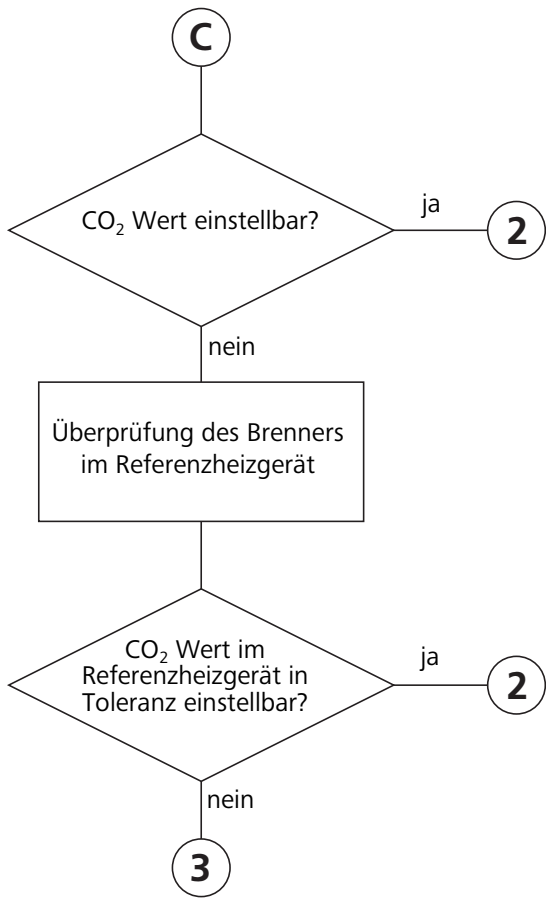 C
CO₂ Wert einstellbar?
ja
2
nein
Überprüfung des Brenners
im Referenzheizgerät
CO₂ Wert im
Referenzheizgerät in
Toleranz einstellbar?
ja
2
nein
3